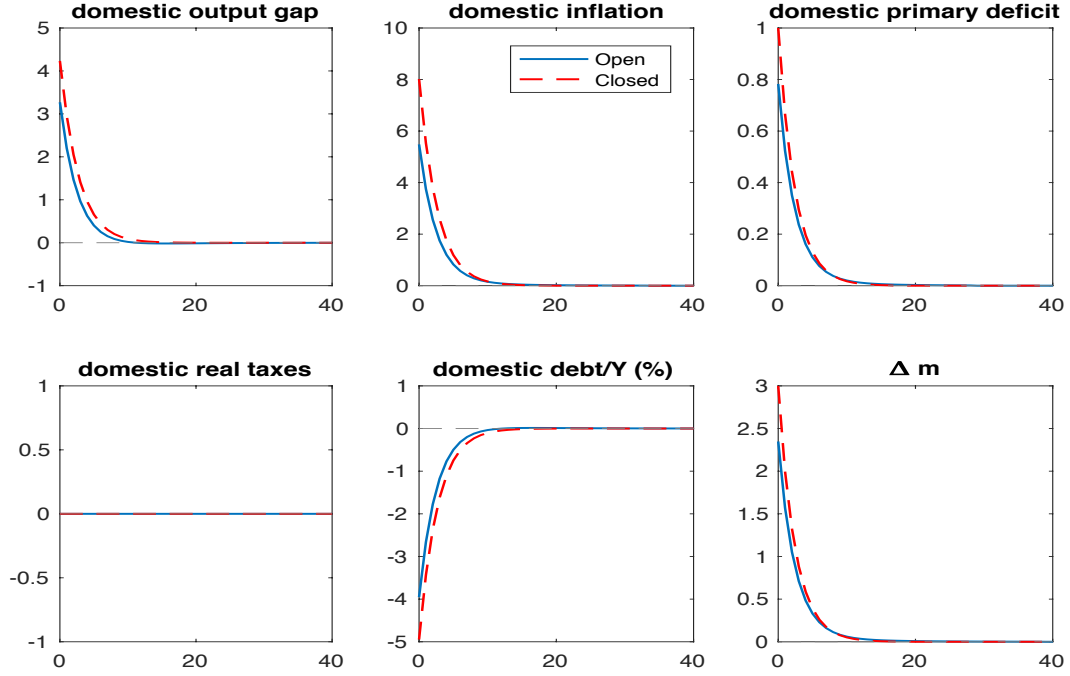 domestic output gap
5
4
3
2
1
0
-1
0 20 40
domestic inflation
10
8
6
4
2
0
0 20 40
Open
Closed
domestic primary deficit
1
0.8
0.6
0.4
0.2
0
0 20 40
domestic real taxes
1
0.5
0
-0.5
-1
0 20 40
domestic debt/Y (%)
1
0
-1
-2
-3
-4
-5
0 20 40
Δ m
3
2.5
2
1.5
1
0.5
0
0 20 40